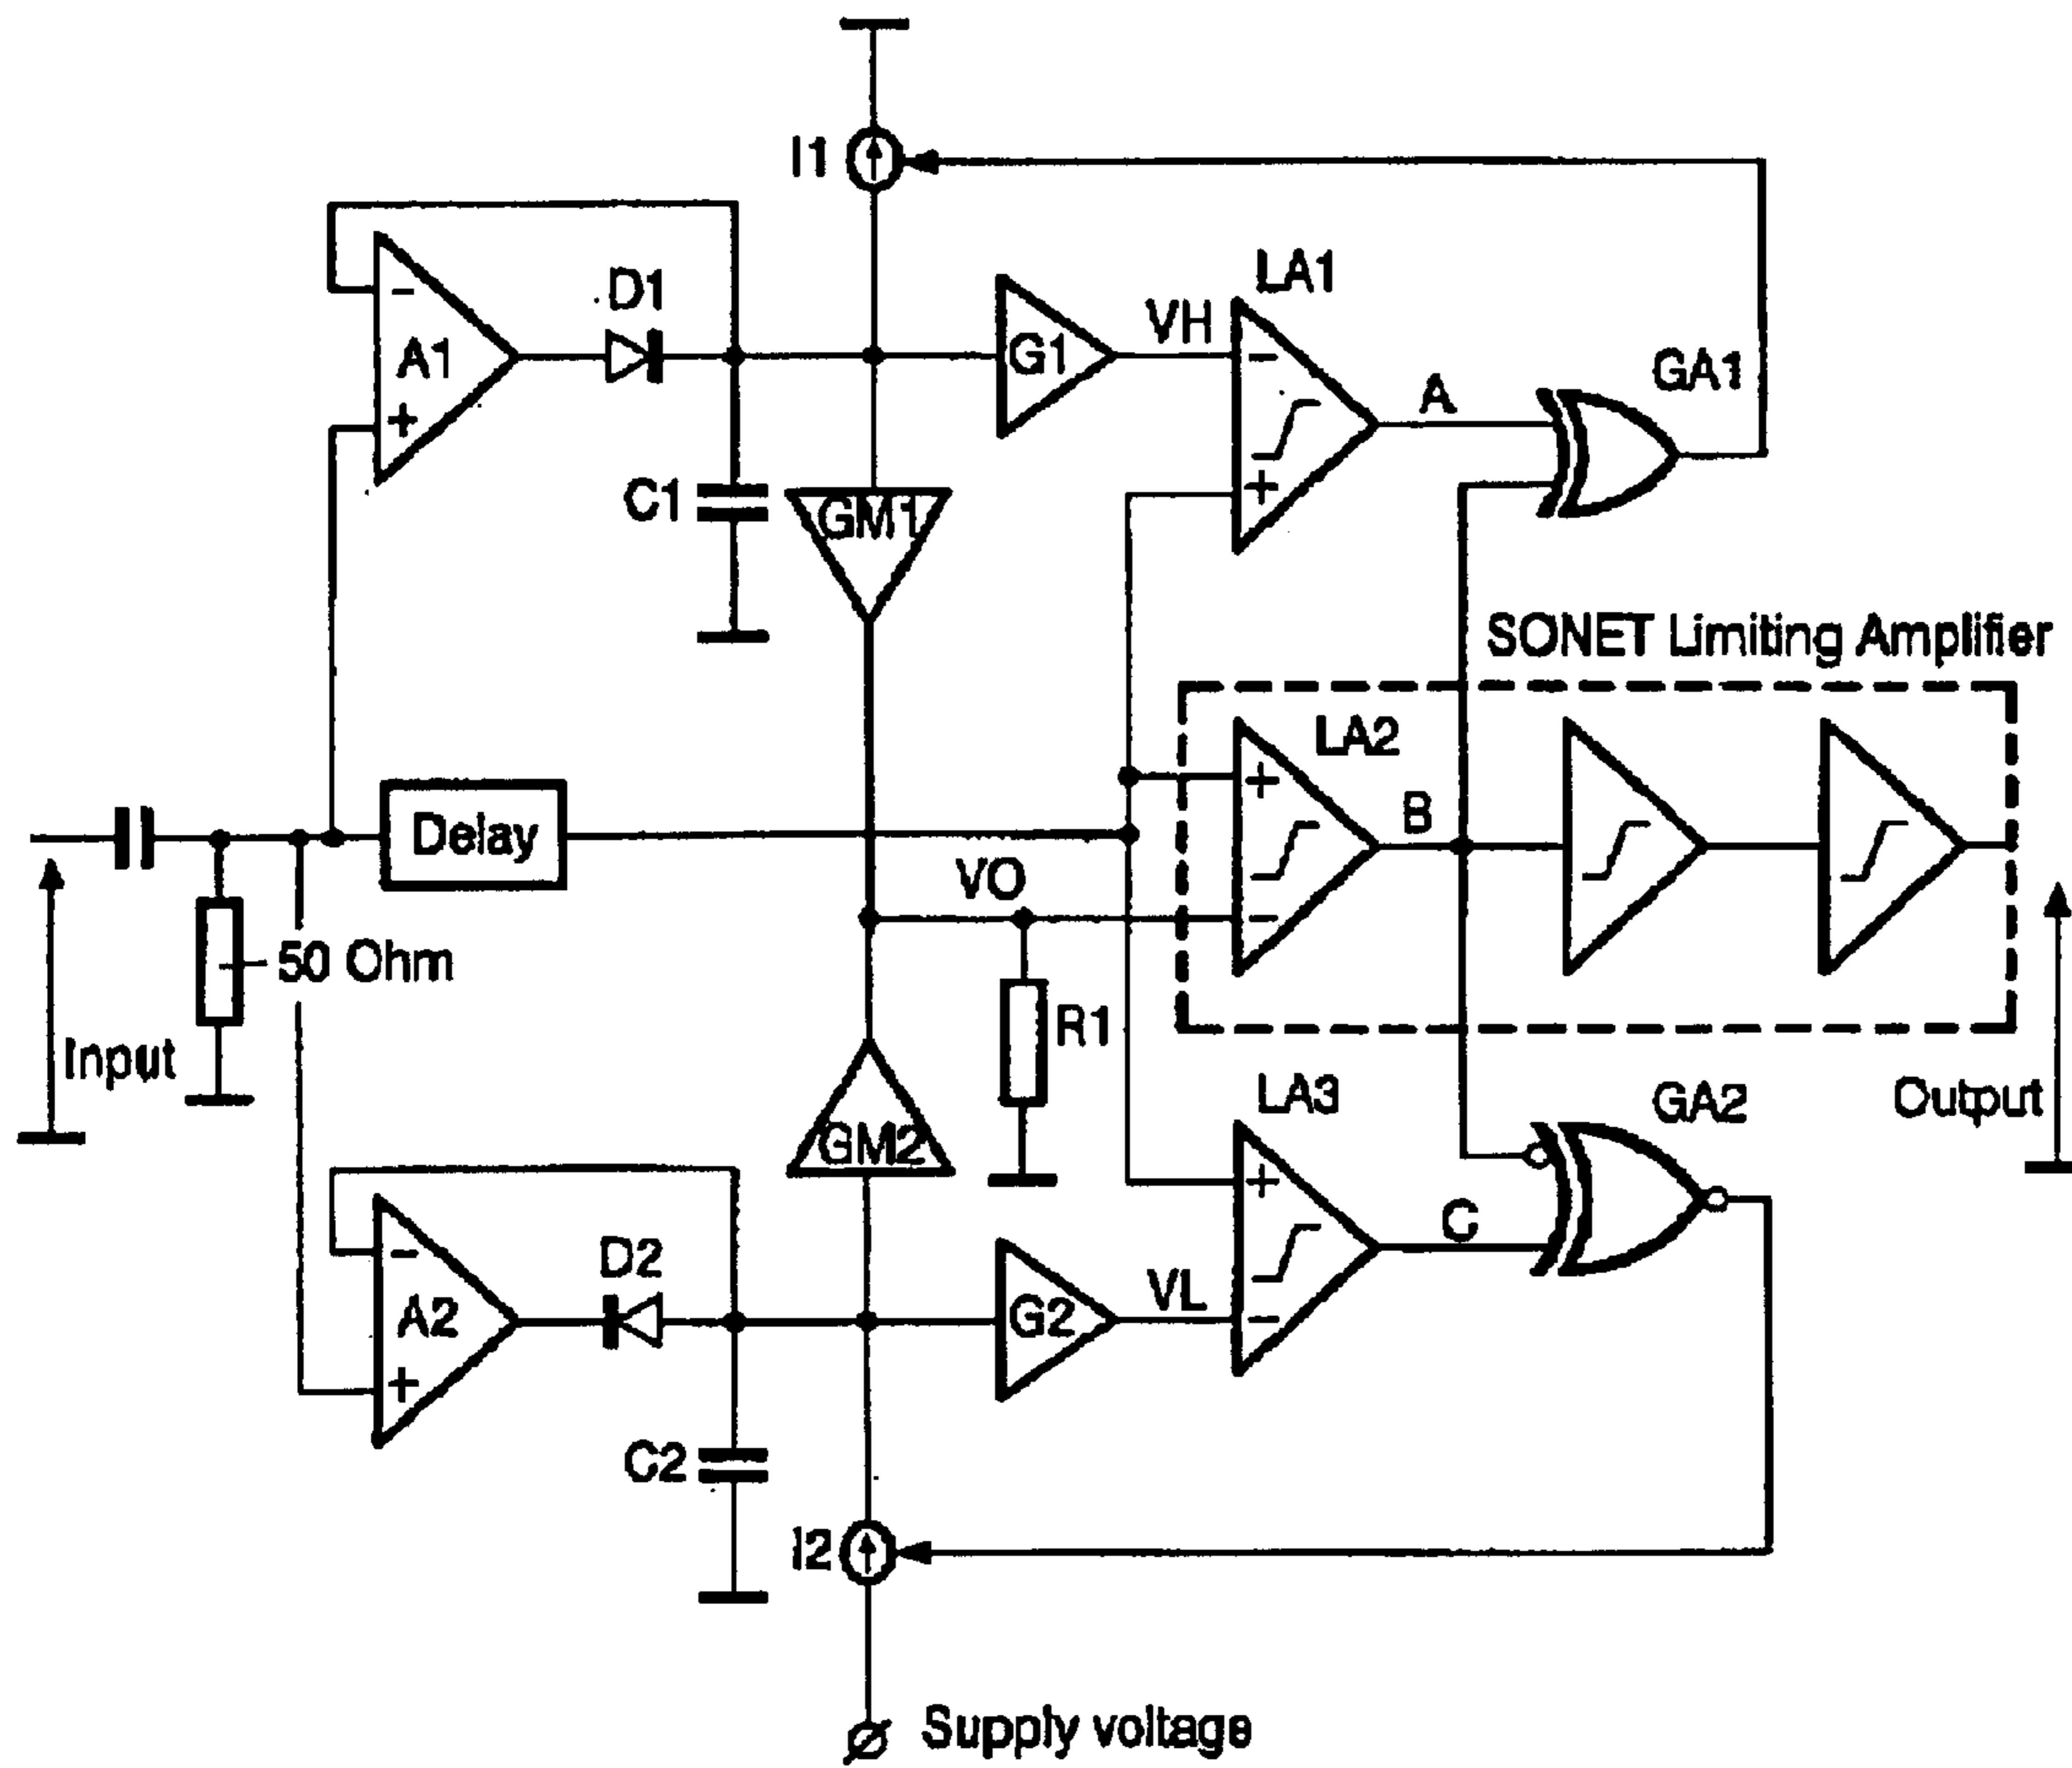 I1
D1
LA1
VH
G1
GA1
A1
-
+
-
+
A
C1
GM1
SONET Limiting Amplifier
LA2
+
-
B
Delay
VO
50 Ohm
R1
Input
LA3
GA2
Output
GM2
+
-
C
D2
VL
G2
A2
-
+
C2
I2
Supply voltage